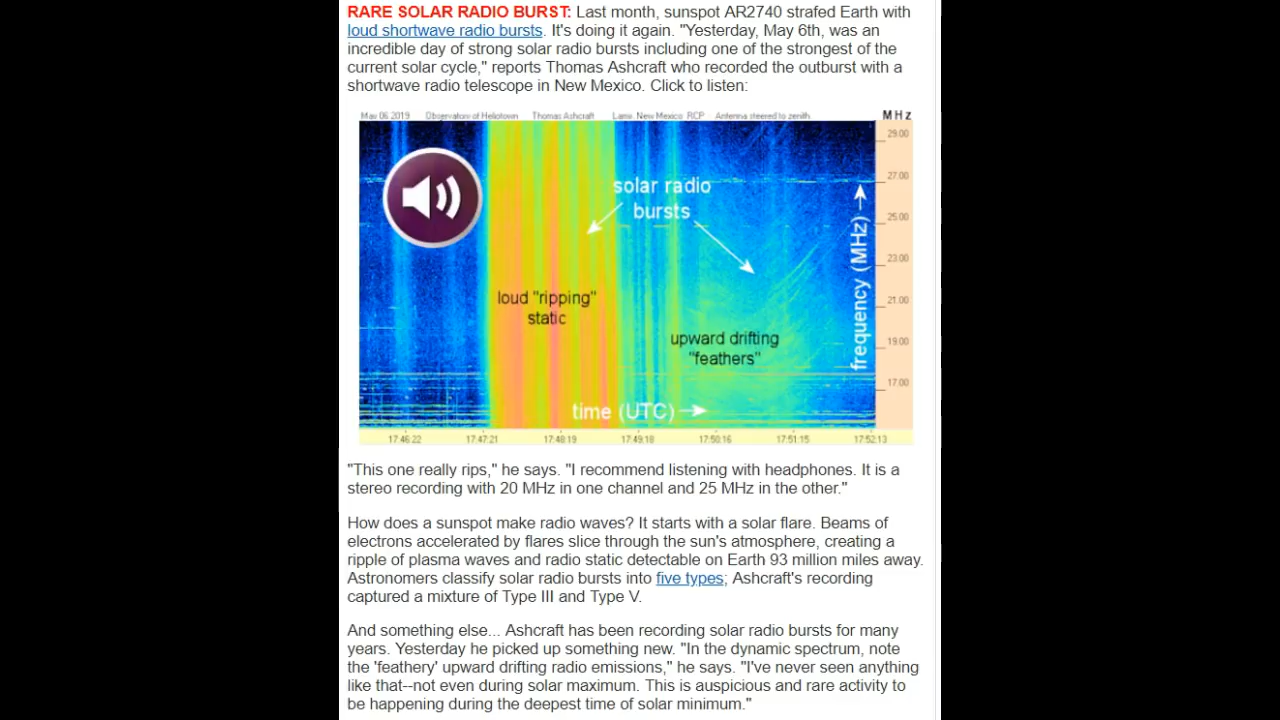 RARE SOLAR RADIO BURST: Last month, sunspot AR2740 strafed Earth with
loud shortwave radio bursts. It's doing it again. "Yesterday, May 6th, was an
incredible day of strong solar radio bursts including one of the strongest of the
current solar cycle," reports Thomas Ashcraft who recorded the outburst with a
shortwave radio telescope in New Mexico. Click to listen:
May 06 2019 Observatory of Heliotown Thomas Ashcraft Lamy, New Mexico RCP Antenna steered to zenith MHz
29.00
27.00
solar radio
bursts
25.00
23.00
loud "ripping"
static
21.00
frequency (MHz)
upward drifting
"feathers"
19.00
17.00
time (UTC)
17:46:22 17:47:21 17:48:19 17:49:18 17:50:16 17:51:15 17:52:13
"This one really rips," he says. "I recommend listening with headphones. It is a
stereo recording with 20 MHz in one channel and 25 MHz in the other."
How does a sunspot make radio waves? It starts with a solar flare. Beams of
electrons accelerated by flares slice through the sun's atmosphere, creating a
ripple of plasma waves and radio static detectable on Earth 93 million miles away.
Astronomers classify solar radio bursts into five types; Ashcraft's recording
captured a mixture of Type III and Type V.
And something else... Ashcraft has been recording solar radio bursts for many
years. Yesterday he picked up something new. "In the dynamic spectrum, note
the 'feathery' upward drifting radio emissions," he says. "I've never seen anything
like that--not even during solar maximum. This is auspicious and rare activity to
be happening during the deepest time of solar minimum."